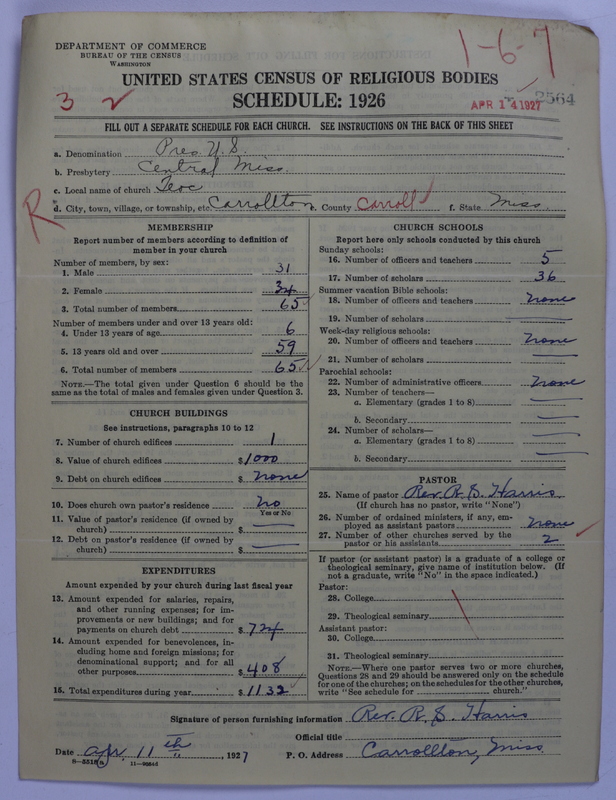 DEPARTMENT OF COMMERCE
BUREAU OF THE CENSUS
WASHINGTON
1-6-7
UNITED STATES CENSUS OF RELIGIOUS BODIES
3 2
SCHEDULE: 1926
APR 14 1927 2564
FILL OUT A SEPARATE SCHEDULE FOR EACH CHURCH. SEE INSTRUCTIONS ON THE BACK OF THIS SHEET
a. Denomination Pres. U.S.
b. Presbytery Central Miss.
c. Local name of church Teoc
R
d. City, town, village, or township, etc. Carrollton e. County Carroll f. State Miss.
MEMBERSHIP
Report number of members according to definition of
member in your church
Number of members, by sex:
1. Male 31
2. Female 34
3. Total number of members 65
Number of members under and over 13 years old:
4. Under 13 years of age 6
5. 13 years old and over 59
6. Total number of members 65
NOTE.—The total given under Question 6 should be the
same as the total of males and females given under Question 3.
CHURCH BUILDINGS
See instructions, paragraphs 10 to 12
7. Number of church edifices 1
8. Value of church edifices $1000
9. Debt on church edifices $ none
10. Does church own pastor's residence no
Yes or No
11. Value of pastor's residence (if owned by
church) $ —
12. Debt on pastor's residence (if owned by
church) $ —
EXPENDITURES
Amount expended by your church during last fiscal year
13. Amount expended for salaries, repairs,
and other running expenses; for im-
provements or new buildings; and for
payments on church debt $724
14. Amount expended for benevolences, in-
cluding home and foreign missions; for
denominational support; and for all
other purposes $408
15. Total expenditures during year $1132
CHURCH SCHOOLS
Report here only schools conducted by this church
Sunday schools:
16. Number of officers and teachers 5
17. Number of scholars 36
Summer vacation Bible schools:
18. Number of officers and teachers none
19. Number of scholars —
Week-day religious schools:
20. Number of officers and teachers none
21. Number of scholars —
Parochial schools:
22. Number of administrative officers none
23. Number of teachers—
a. Elementary (grades 1 to 8) —
b. Secondary —
24. Number of scholars—
a. Elementary (grades 1 to 8) —
b. Secondary —
PASTOR
25. Name of pastor Rev. R. S. Harris
(If church has no pastor, write "None")
26. Number of ordained ministers, if any, em-
ployed as assistant pastors none
27. Number of other churches served by the
pastor or his assistants 2
If pastor (or assistant pastor) is a graduate of a college or
theological seminary, give name of institution below. (If
not a graduate, write "No" in the space indicated.)
Pastor:
28. College
29. Theological seminary
Assistant pastor:
30. College
31. Theological seminary
NOTE.—Where one pastor serves two or more churches,
Questions 28 and 29 should be answered only on the schedule
for one of the churches; on the schedules for the other churches,
write "See schedule for church."
Signature of person furnishing information Rev. R. S. Harris
Official title
Date Apr. 11th, 1927 P. O. Address Carrollton, Miss.